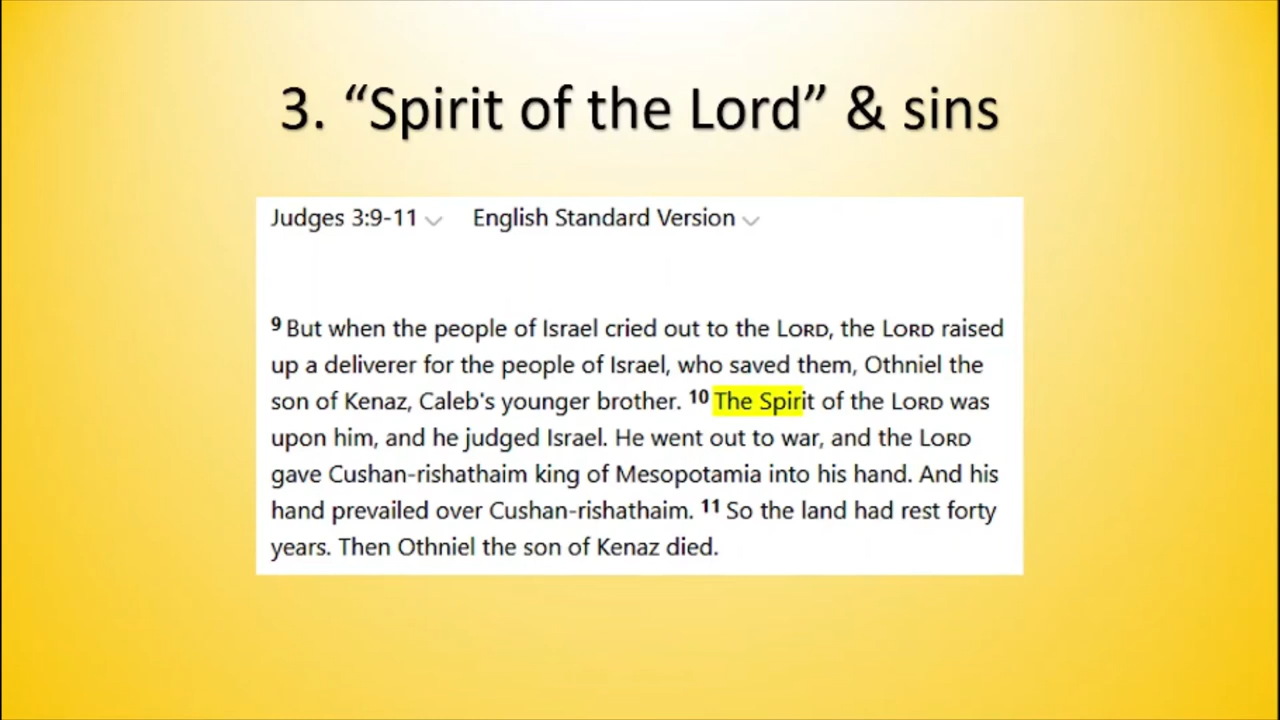 3. “Spirit of the Lord” & sins
Judges 3:9-11 English Standard Version
9 But when the people of Israel cried out to the LORD, the LORD raised
up a deliverer for the people of Israel, who saved them, Othniel the
son of Kenaz, Caleb's younger brother. 10 The Spirit of the LORD was
upon him, and he judged Israel. He went out to war, and the LORD
gave Cushan-rishathaim king of Mesopotamia into his hand. And his
hand prevailed over Cushan-rishathaim. 11 So the land had rest forty
years. Then Othniel the son of Kenaz died.